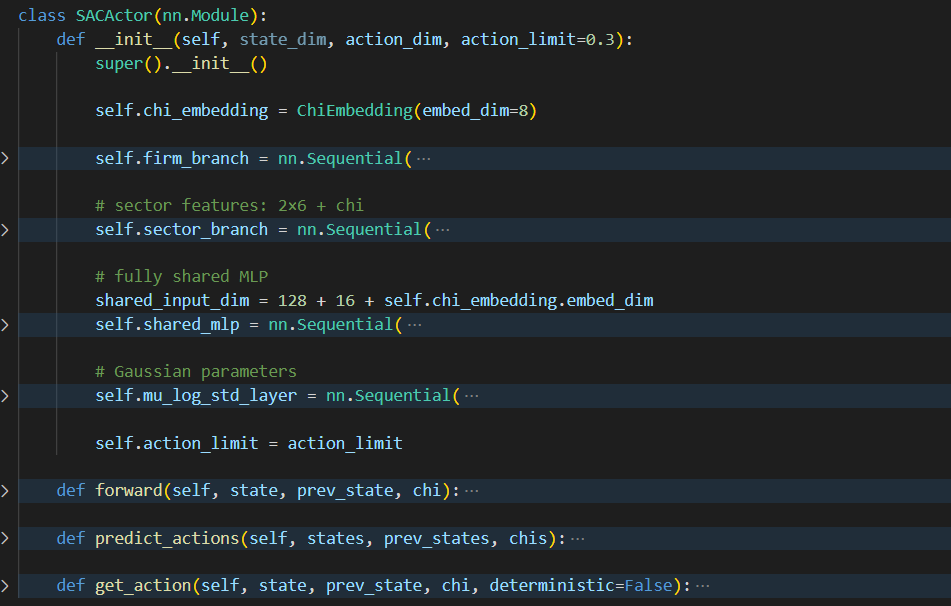 class SACActor(nn.Module):
    def __init__(self, state_dim, action_dim, action_limit=0.3):
        super().__init__()
        self.chi_embedding = ChiEmbedding(embed_dim=8)
        self.firm_branch = nn.Sequential(···
        # sector features: 2×6 + chi
        self.sector_branch = nn.Sequential(···
        # fully shared MLP
        shared_input_dim = 128 + 16 + self.chi_embedding.embed_dim
        self.shared_mlp = nn.Sequential(···
        # Gaussian parameters
        self.mu_log_std_layer = nn.Sequential(···
        self.action_limit = action_limit
    def forward(self, state, prev_state, chi):···
    def predict_actions(self, states, prev_states, chis):···
    def get_action(self, state, prev_state, chi, deterministic=False):···